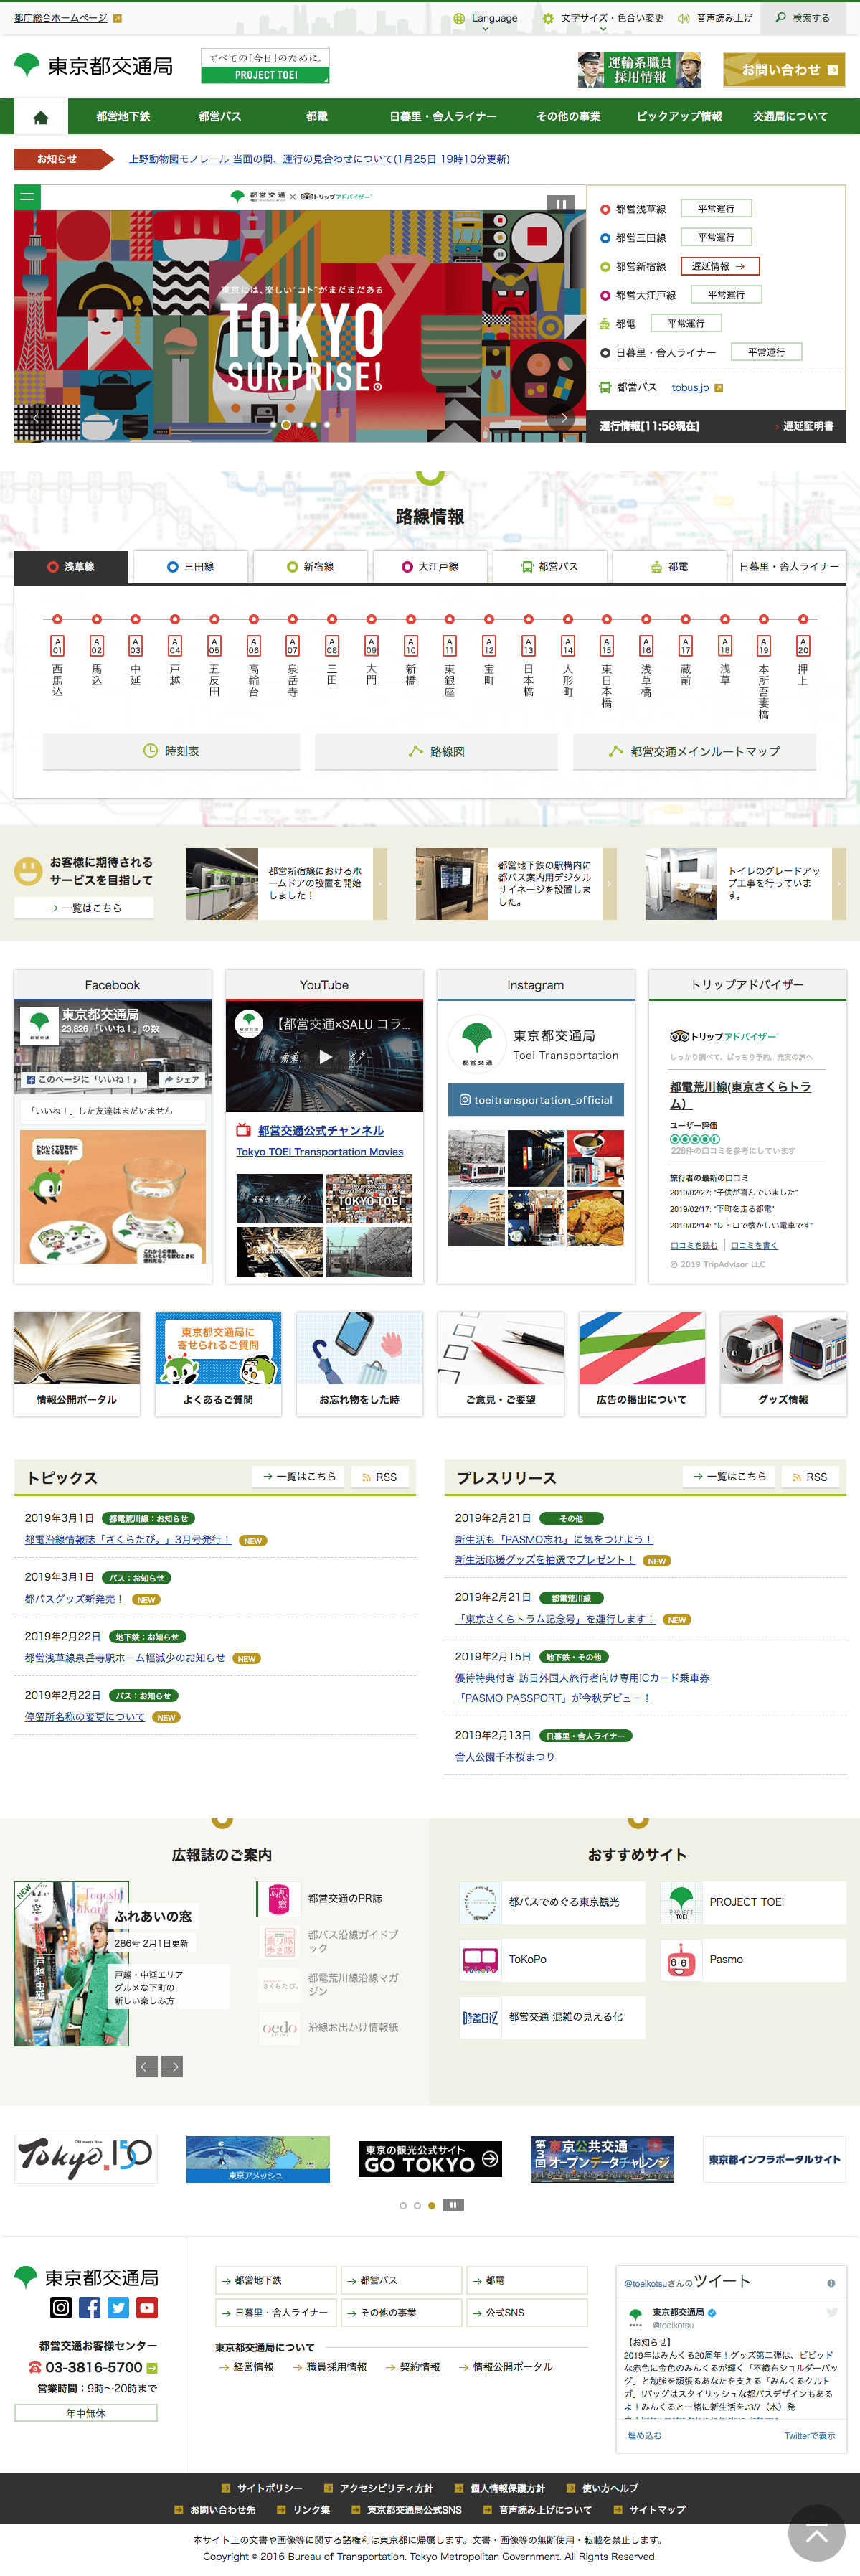 都庁総合ホームページ
Language
文字サイズ・色合い変更
音声読み上げ
検索する
東京都交通局
すべての「今日」のために。
PROJECT TOEI
運輸系職員
採用情報
お問い合わせ
都営地下鉄
都営バス
都電
日暮里・舎人ライナー
その他の事業
ピックアップ情報
交通局について
お知らせ
上野動物園モノレール 当面の間、運行の見合わせについて(1月25日 19時10分更新)
都営交通 × トリップアドバイザー
東京には、楽しい"コト"がまだまだある
TOKYO
SURPRISE!
都営浅草線 平常運行
都営三田線 平常運行
都営新宿線 遅延情報
都営大江戸線 平常運行
都電 平常運行
日暮里・舎人ライナー 平常運行
都営バス tobus.jp
運行情報[11:58現在] 遅延証明書
路線情報
浅草線
三田線
新宿線
大江戸線
都営バス
都電
日暮里・舎人ライナー
A 01 西馬込
A 02 馬込
A 03 中延
A 04 戸越
A 05 五反田
A 06 高輪台
A 07 泉岳寺
A 08 三田
A 09 大門
A 10 新橋
A 11 東銀座
A 12 宝町
A 13 日本橋
A 14 人形町
A 15 東日本橋
A 16 浅草橋
A 17 蔵前
A 18 浅草
A 19 本所吾妻橋
A 20 押上
時刻表
路線図
都営交通メインルートマップ
お客様に期待される
サービスを目指して
一覧はこちら
都営新宿線におけるホ
ームドアの設置を開始
しました！
都営地下鉄の駅構内に
都バス案内用デジタル
サイネージを設置しま
した。
トイレのグレードアッ
プ工事を行っていま
す。
Facebook
東京都交通局
23,826 「いいね！」の数
このページに「いいね！」
シェア
「いいね！」した友達はまだいません
かわいくて日常的に
使いたくなるね！
これからの季節、
冷たいものを飲むときに
便利だね♪
YouTube
【都営交通×SALU コラ...
都営交通公式チャンネル
Tokyo TOEI Transportation Movies
TOKYO TOEI
Instagram
都営交通
東京都交通局
Toei Transportation
toeitransportation_official
トリップアドバイザー
トリップアドバイザー
しっかり調べて、ばっちり予約。充実の旅へ
都電荒川線(東京さくらトラ
ム）
ユーザー評価
228件の口コミを参考にしています
旅行者の最新の口コミ
2019/02/27: "子供が喜んでいました"
2019/02/17: "下町を走る都電"
2019/02/14: "レトロで懐かしい電車です"
口コミを読む 口コミを書く
© 2019 TripAdvisor LLC
東京都交通局に
寄せられるご質問
情報公開ポータル
よくあるご質問
お忘れ物をした時
ご意見・ご要望
広告の掲出について
グッズ情報
トピックス
一覧はこちら
RSS
2019年3月1日 都電荒川線：お知らせ
都電沿線情報誌「さくらたび。」3月号発行！ NEW
2019年3月1日 バス：お知らせ
都バスグッズ新発売！ NEW
2019年2月22日 地下鉄：お知らせ
都営浅草線泉岳寺駅ホーム幅減少のお知らせ NEW
2019年2月22日 バス：お知らせ
停留所名称の変更について NEW
プレスリリース
一覧はこちら
RSS
2019年2月21日 その他
新生活も「PASMO忘れ」に気をつけよう！
新生活応援グッズを抽選でプレゼント！ NEW
2019年2月21日 都電荒川線
「東京さくらトラム記念号」を運行します！ NEW
2019年2月15日 地下鉄・その他
優待特典付き 訪日外国人旅行者向け専用ICカード乗車券
「PASMO PASSPORT」が今秋デビュー！
2019年2月13日 日暮里・舎人ライナー
舎人公園千本桜まつり
広報誌のご案内
NEW
ふれあいの窓
286号 2月1日更新
戸越・中延エリア
グルメな下町の
新しい楽しみ方
都営交通のPR誌
都バス沿線ガイドブ
ック
都電荒川線沿線マガ
ジン
さくらたび。
沿線お出かけ情報紙
oedo
おすすめサイト
都バスでめぐる東京観光
PROJECT TOEI
ToKoPo
Pasmo
時差Biz
都営交通 混雑の見える化
Old meets New
Tokyo.150
東京アメッシュ
東京の観光公式サイト
GO TOKYO
第3回
東京公共交通
オープンデータチャレンジ
東京都インフラポータルサイト
東京都交通局
都営交通お客様センター
03-3816-5700
営業時間：9時～20時まで
年中無休
都営地下鉄
都営バス
都電
日暮里・舎人ライナー
その他の事業
公式SNS
東京都交通局について
経営情報
職員採用情報
契約情報
情報公開ポータル
@toeikotsuさんのツイート
東京都交通局
@toeikotsu
【お知らせ】
2019年はみんくる20周年！グッズ第二弾は、ビビッド
な赤色に金色のみんくるが輝く「不織布ショルダーバッ
グ」と勉強を頑張るあなたを支える「みんくるクルト
ガ」!バッグはスタイリッシュな都バスデザインもある
よ！みんくると一緒に新生活を♪3/7（木）発
埋め込む
Twitterで表示
サイトポリシー
アクセシビリティ方針
個人情報保護方針
使い方ヘルプ
お問い合わせ先
リンク集
東京都交通局公式SNS
音声読み上げについて
サイトマップ
本サイト上の文書や画像等に関する諸権利は東京都に帰属します。文書・画像等の無断使用・転載を禁止します。
Copyright © 2016 Bureau of Transportation. Tokyo Metropolitan Government. All Rights Reserved.